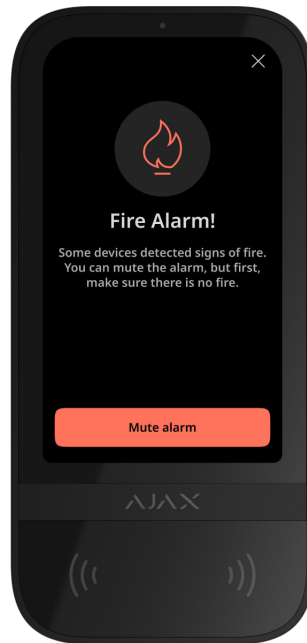 Fire Alarm!
Some devices detected signs of fire.
You can mute the alarm, but first,
make sure there is no fire.
Mute alarm
AJAX